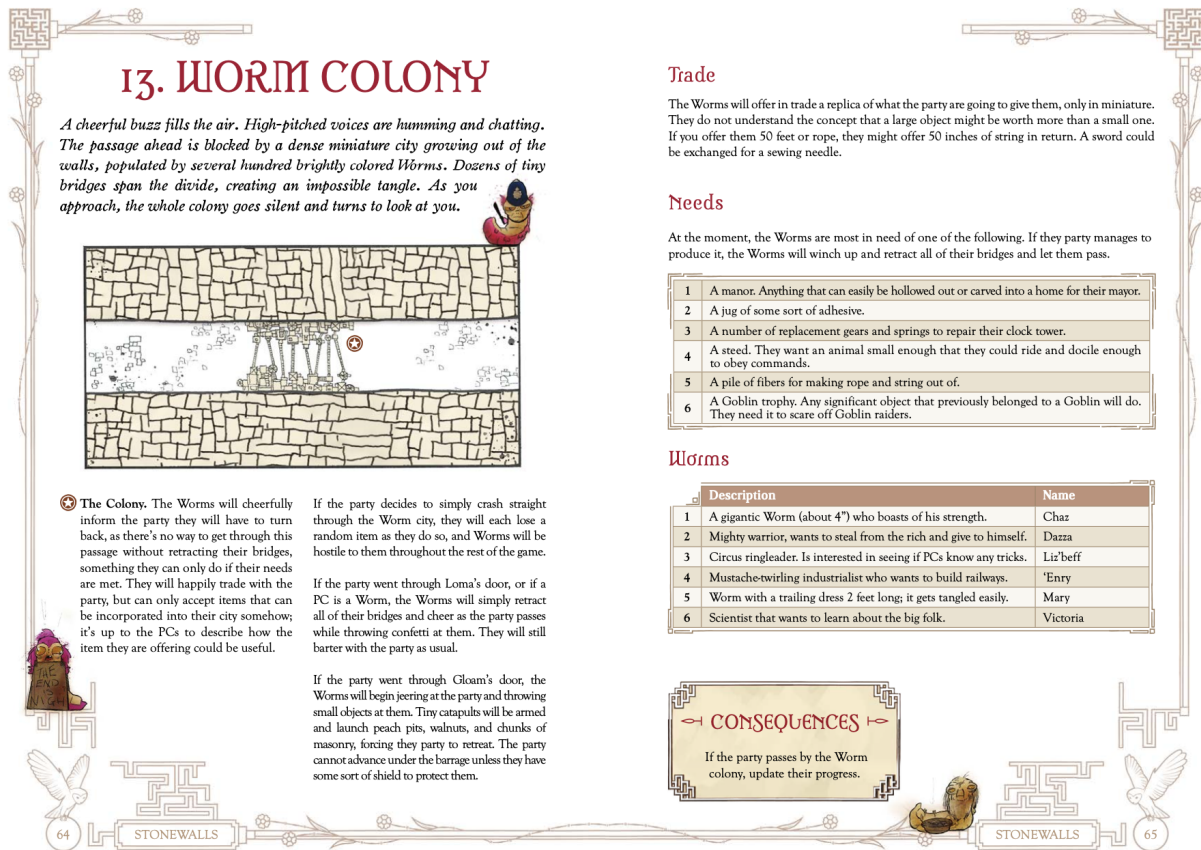 13. WORM COLONY
A cheerful buzz fills the air. High-pitched voices are humming and chatting.
The passage ahead is blocked by a dense miniature city growing out of the
walls, populated by several hundred brightly colored Worms. Dozens of tiny
bridges span the divide, creating an impossible tangle. As you
approach, the whole colony goes silent and turns to look at you.
The Colony. The Worms will cheerfully
inform the party they will have to turn
back, as there's no way to get through this
passage without retracting their bridges,
something they can only do if their needs
are met. They will happily trade with the
party, but can only accept items that can
be incorporated into their city somehow;
it's up to the PCs to describe how the
item they are offering could be useful.
THE
END
IS
NIGH
If the party decides to simply crash straight
through the Worm city, they will each lose a
random item as they do so, and Worms will be
hostile to them throughout the rest of the game.
If the party went through Loma's door, or if a
PC is a Worm, the Worms will simply retract
all of their bridges and cheer as the party passes
while throwing confetti at them. They will still
barter with the party as usual.
If the party went through Gloam's door, the
Worms will begin jeering at the party and throwing
small objects at them. Tiny catapults will be armed
and launch peach pits, walnuts, and chunks of
masonry, forcing they party to retreat. The party
cannot advance under the barrage unless they have
some sort of shield to protect them.
64
STONEWALLS
Trade
The Worms will offer in trade a replica of what the party are going to give them, only in miniature.
They do not understand the concept that a large object might be worth more than a small one.
If you offer them 50 feet or rope, they might offer 50 inches of string in return. A sword could
be exchanged for a sewing needle.
Needs
At the moment, the Worms are most in need of one of the following. If they party manages to
produce it, the Worms will winch up and retract all of their bridges and let them pass.
1 A manor. Anything that can easily be hollowed out or carved into a home for their mayor.
2 A jug of some sort of adhesive.
3 A number of replacement gears and springs to repair their clock tower.
4 A steed. They want an animal small enough that they could ride and docile enough
to obey commands.
5 A pile of fibers for making rope and string out of.
6 A Goblin trophy. Any significant object that previously belonged to a Goblin will do.
They need it to scare off Goblin raiders.
Worms
Description Name
1 A gigantic Worm (about 4") who boasts of his strength. Chaz
2 Mighty warrior, wants to steal from the rich and give to himself. Dazza
3 Circus ringleader. Is interested in seeing if PCs know any tricks. Liz'beff
4 Mustache-twirling industrialist who wants to build railways. 'Enry
5 Worm with a trailing dress 2 feet long; it gets tangled easily. Mary
6 Scientist that wants to learn about the big folk. Victoria
CONSEQUENCES
If the party passes by the Worm
colony, update their progress.
STONEWALLS
65